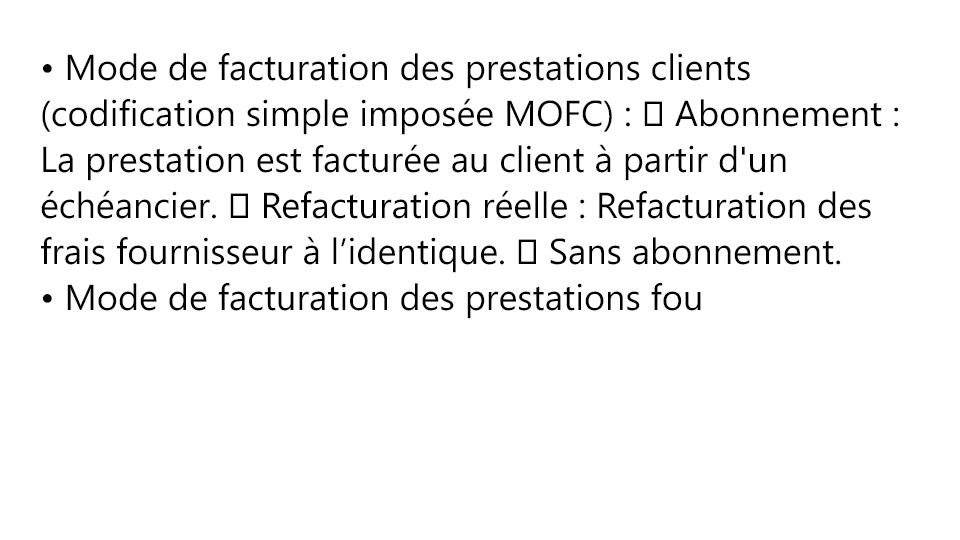 • Mode de facturation des prestations clients
(codification simple imposée MOFC) : 􀂃 Abonnement :
La prestation est facturée au client à partir d'un
échéancier. 􀂃 Refacturation réelle : Refacturation des
frais fournisseur à l’identique. 􀂃 Sans abonnement.
• Mode de facturation des prestations fou